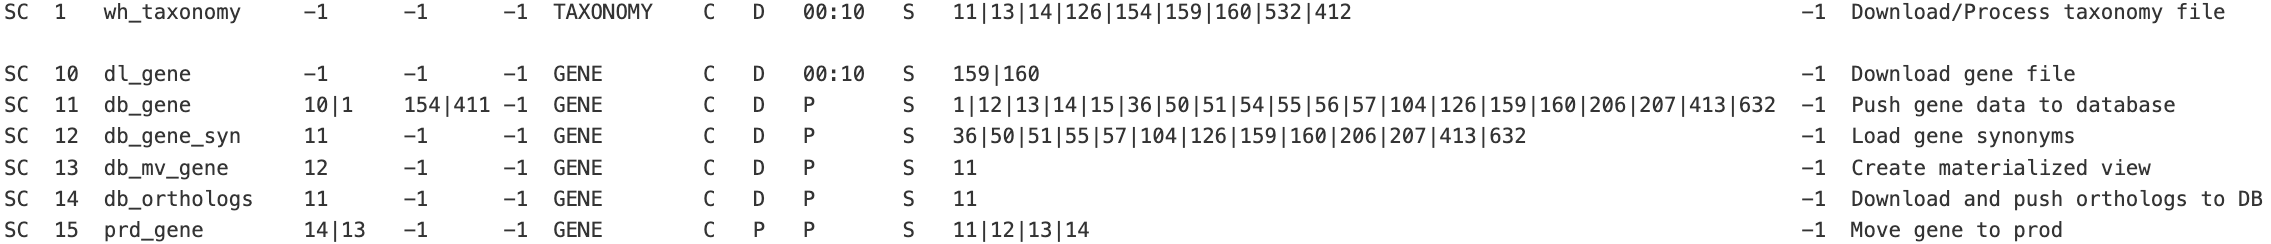 SC 1 wh_taxonomy -1 -1 -1 TAXONOMY C D 00:10 S 11|13|14|126|154|159|160|532|412 -1 Download/Process taxonomy file
SC 10 dl_gene -1 -1 -1 GENE C D 00:10 S 159|160 -1 Download gene file
SC 11 db_gene 10|1 154|411 -1 GENE C D P S 1|12|13|14|15|36|50|51|54|55|56|57|104|126|159|160|206|207|413|632 -1 Push gene data to database
SC 12 db_gene_syn 11 -1 -1 GENE C D P S 36|50|51|55|57|104|126|159|160|206|207|413|632 -1 Load gene synonyms
SC 13 db_mv_gene 12 -1 -1 GENE C D P S 11 -1 Create materialized view
SC 14 db_orthologs 11 -1 -1 GENE C D P S 11 -1 Download and push orthologs to DB
SC 15 prd_gene 14|13 -1 -1 GENE C P P S 11|12|13|14 -1 Move gene to prod